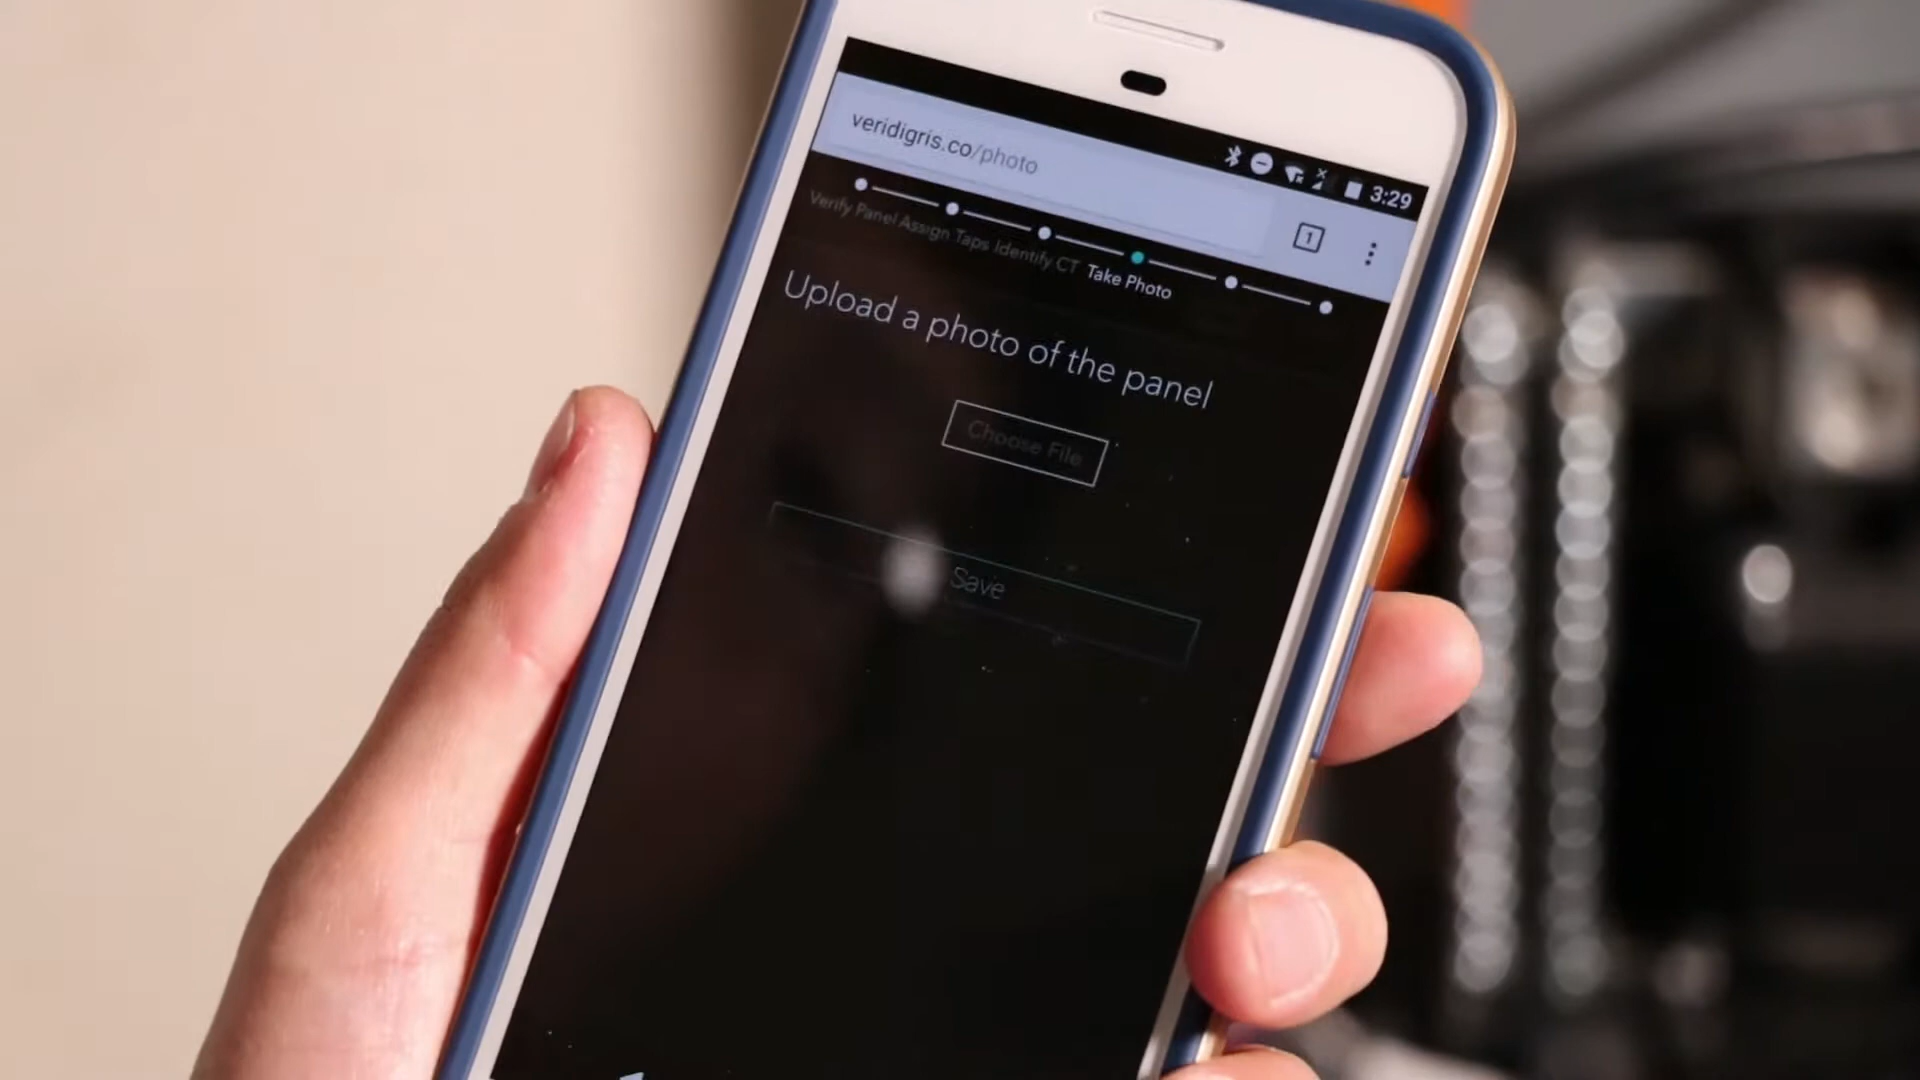 3:29
veridigris.co/photo
1
Verify Panel Assign Taps Identify CT Take Photo
Upload a photo of the panel
Choose File
Save